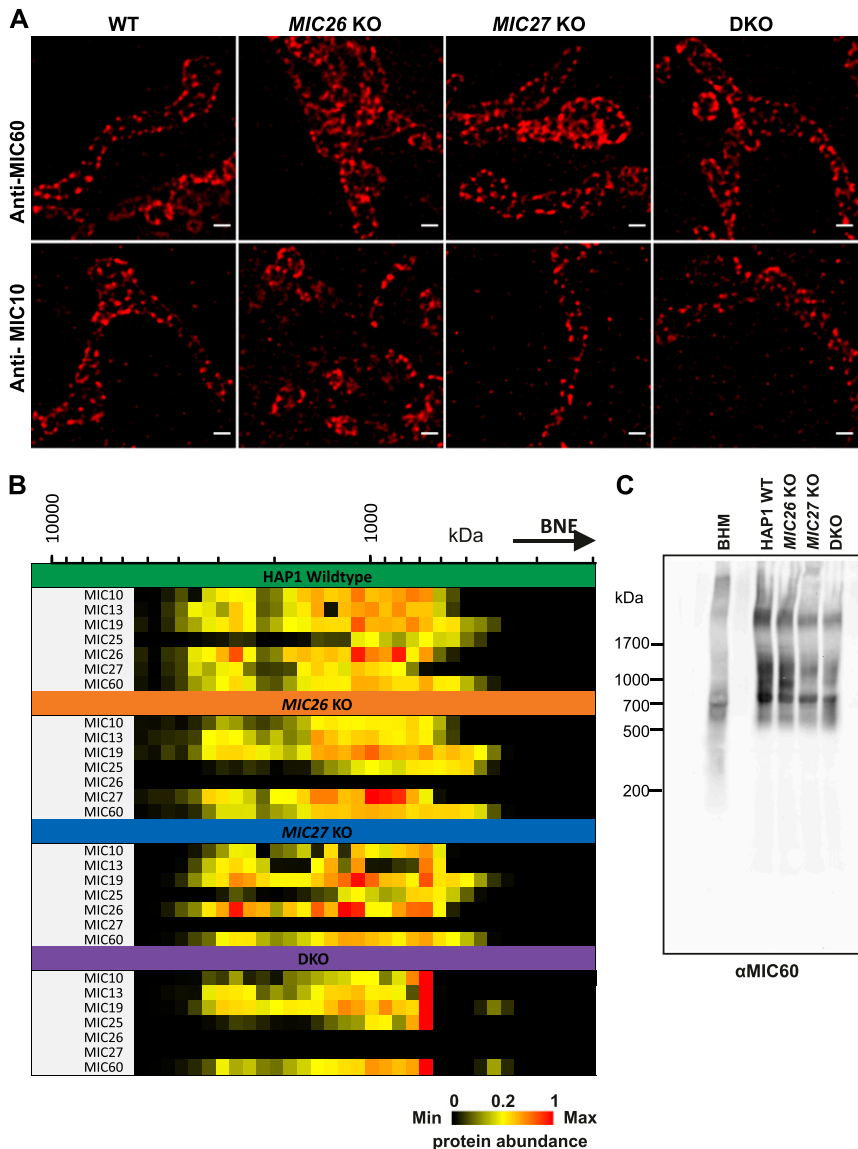 A
WT MIC26 KO MIC27 KO DKO
Anti-MIC60
Anti- MIC10
B
10000 1000 kDa BNE
HAP1 Wildtype
MIC10
MIC13
MIC19
MIC25
MIC26
MIC27
MIC60
MIC26 KO
MIC10
MIC13
MIC19
MIC25
MIC26
MIC27
MIC60
MIC27 KO
MIC10
MIC13
MIC19
MIC25
MIC26
MIC27
MIC60
DKO
MIC10
MIC13
MIC19
MIC25
MIC26
MIC27
MIC60
0 0.2 1
Min Max
protein abundance
C
BHM HAP1 WT MIC26 KO MIC27 KO DKO
kDa
1700
1000
700
500
200
αMIC60